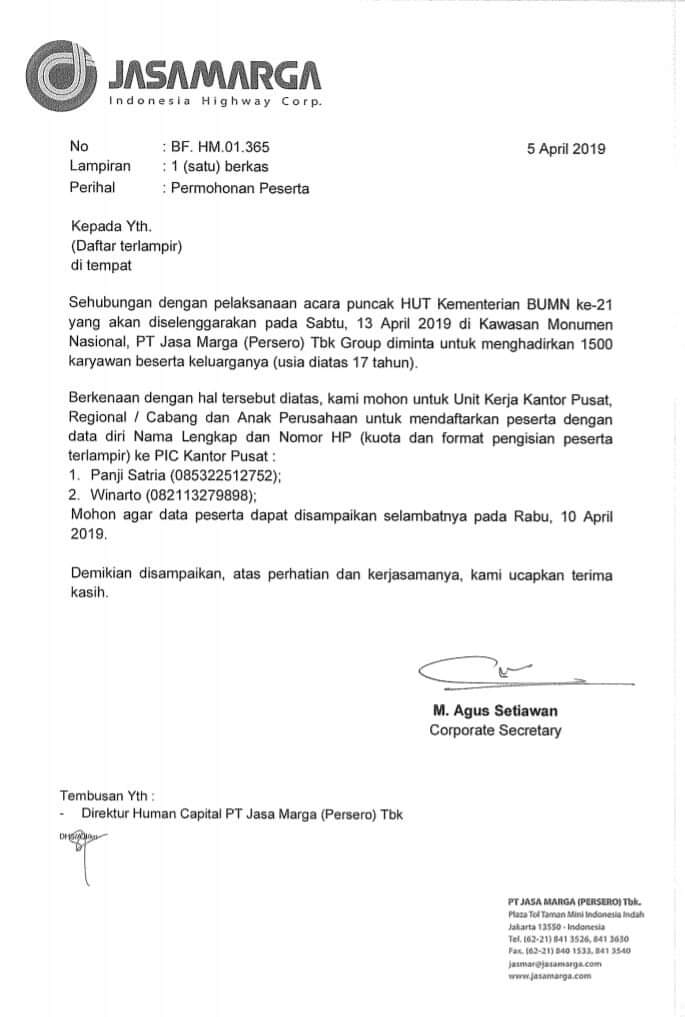 JASAMARGA
Indonesia Highway Corp.
No : BF. HM.01.365 5 April 2019
Lampiran : 1 (satu) berkas
Perihal : Permohonan Peserta
Kepada Yth.
(Daftar terlampir)
di tempat
Sehubungan dengan pelaksanaan acara puncak HUT Kementerian BUMN ke-21
yang akan diselenggarakan pada Sabtu, 13 April 2019 di Kawasan Monumen
Nasional, PT Jasa Marga (Persero) Tbk Group diminta untuk menghadirkan 1500
karyawan beserta keluarganya (usia diatas 17 tahun).
Berkenaan dengan hal tersebut diatas, kami mohon untuk Unit Kerja Kantor Pusat,
Regional / Cabang dan Anak Perusahaan untuk mendaftarkan peserta dengan
data diri Nama Lengkap dan Nomor HP (kuota dan format pengisian peserta
terlampir) ke PIC Kantor Pusat :
1. Panji Satria (085322512752);
2. Winarto (082113279898);
Mohon agar data peserta dapat disampaikan selambatnya pada Rabu, 10 April
2019.
Demikian disampaikan, atas perhatian dan kerjasamanya, kami ucapkan terima
kasih.
M. Agus Setiawan
Corporate Secretary
Tembusan Yth :
- Direktur Human Capital PT Jasa Marga (Persero) Tbk
PT JASA MARGA (PERSERO) Tbk.
Plaza Tol Taman Mini Indonesia Indah
Jakarta 13550 - Indonesia
Tel. (62-21) 841 3526, 841 3630
Fax. (62-21) 840 1533, 841 3540
jasmar@jasamarga.com
www.jasamarga.com